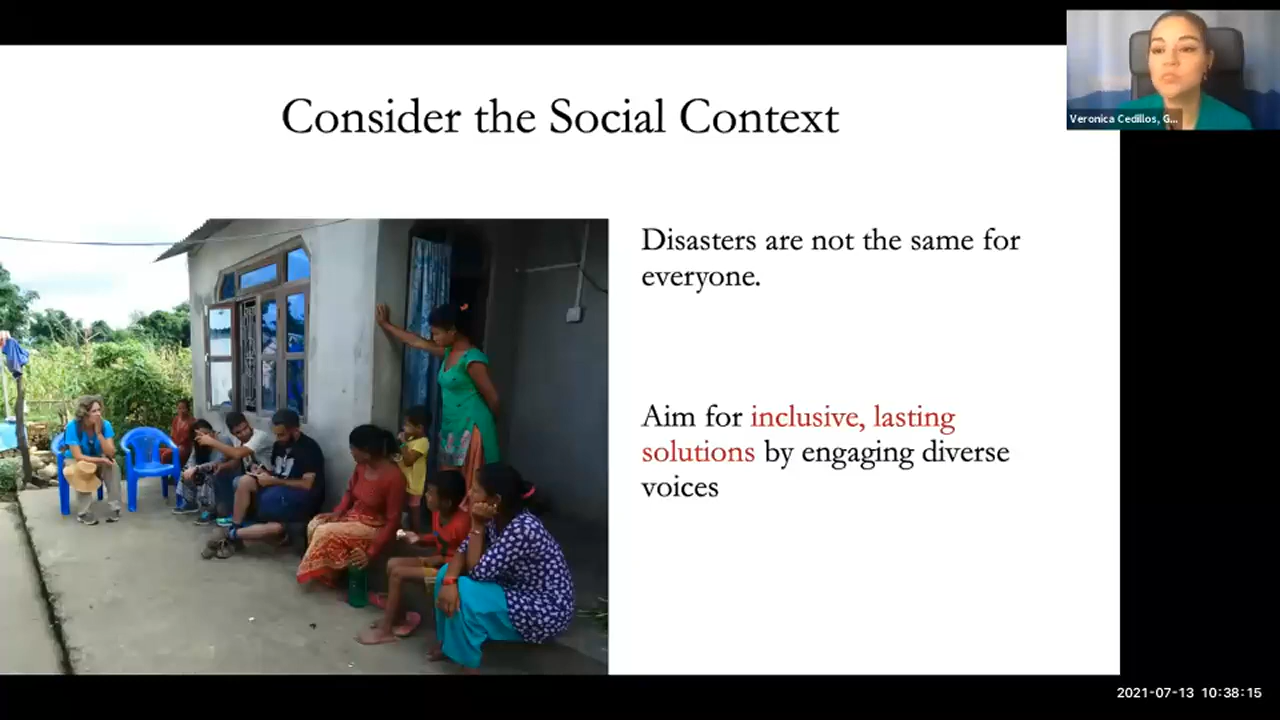 Consider the Social Context
Veronica Cedillos, G...
Disasters are not the same for
everyone.
Aim for inclusive, lasting
solutions by engaging diverse
voices
2021-07-13 10:38:15